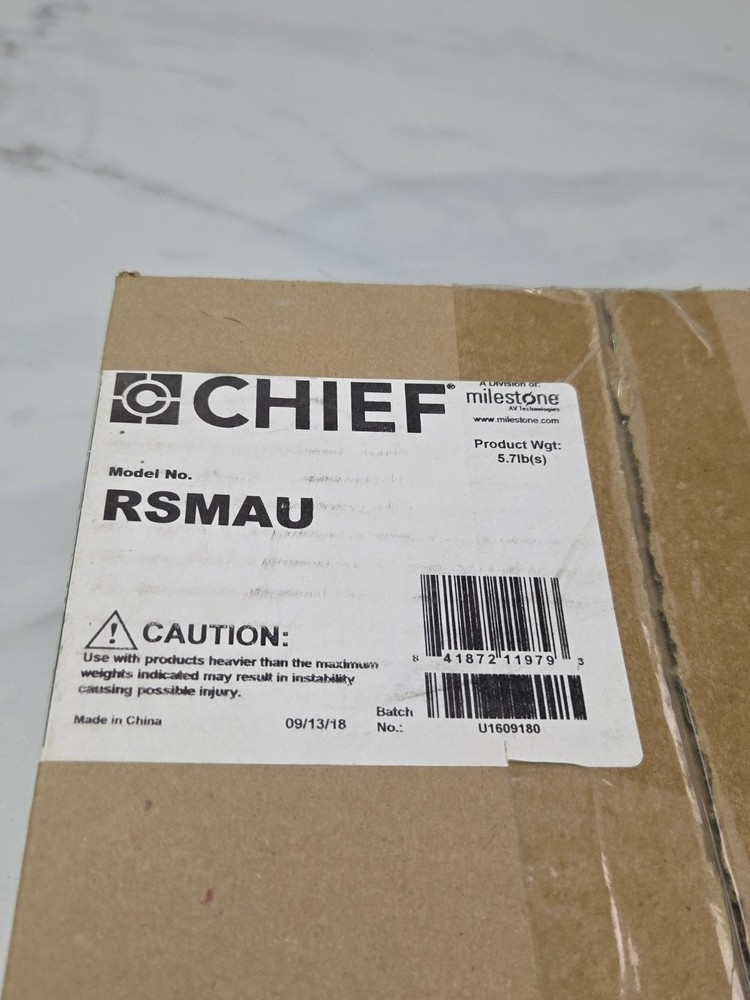 CHIEF®
A Division of:
milestone
AV Technologies
www.milestone.com
Product Wgt:
5.7lb(s)
Model No.
RSMAU
CAUTION:
Use with products heavier than the maximum
weights indicated may result in instability
causing possible injury.
8 41872 11979 3
Made in China
09/13/18
Batch
No.:
U1609180